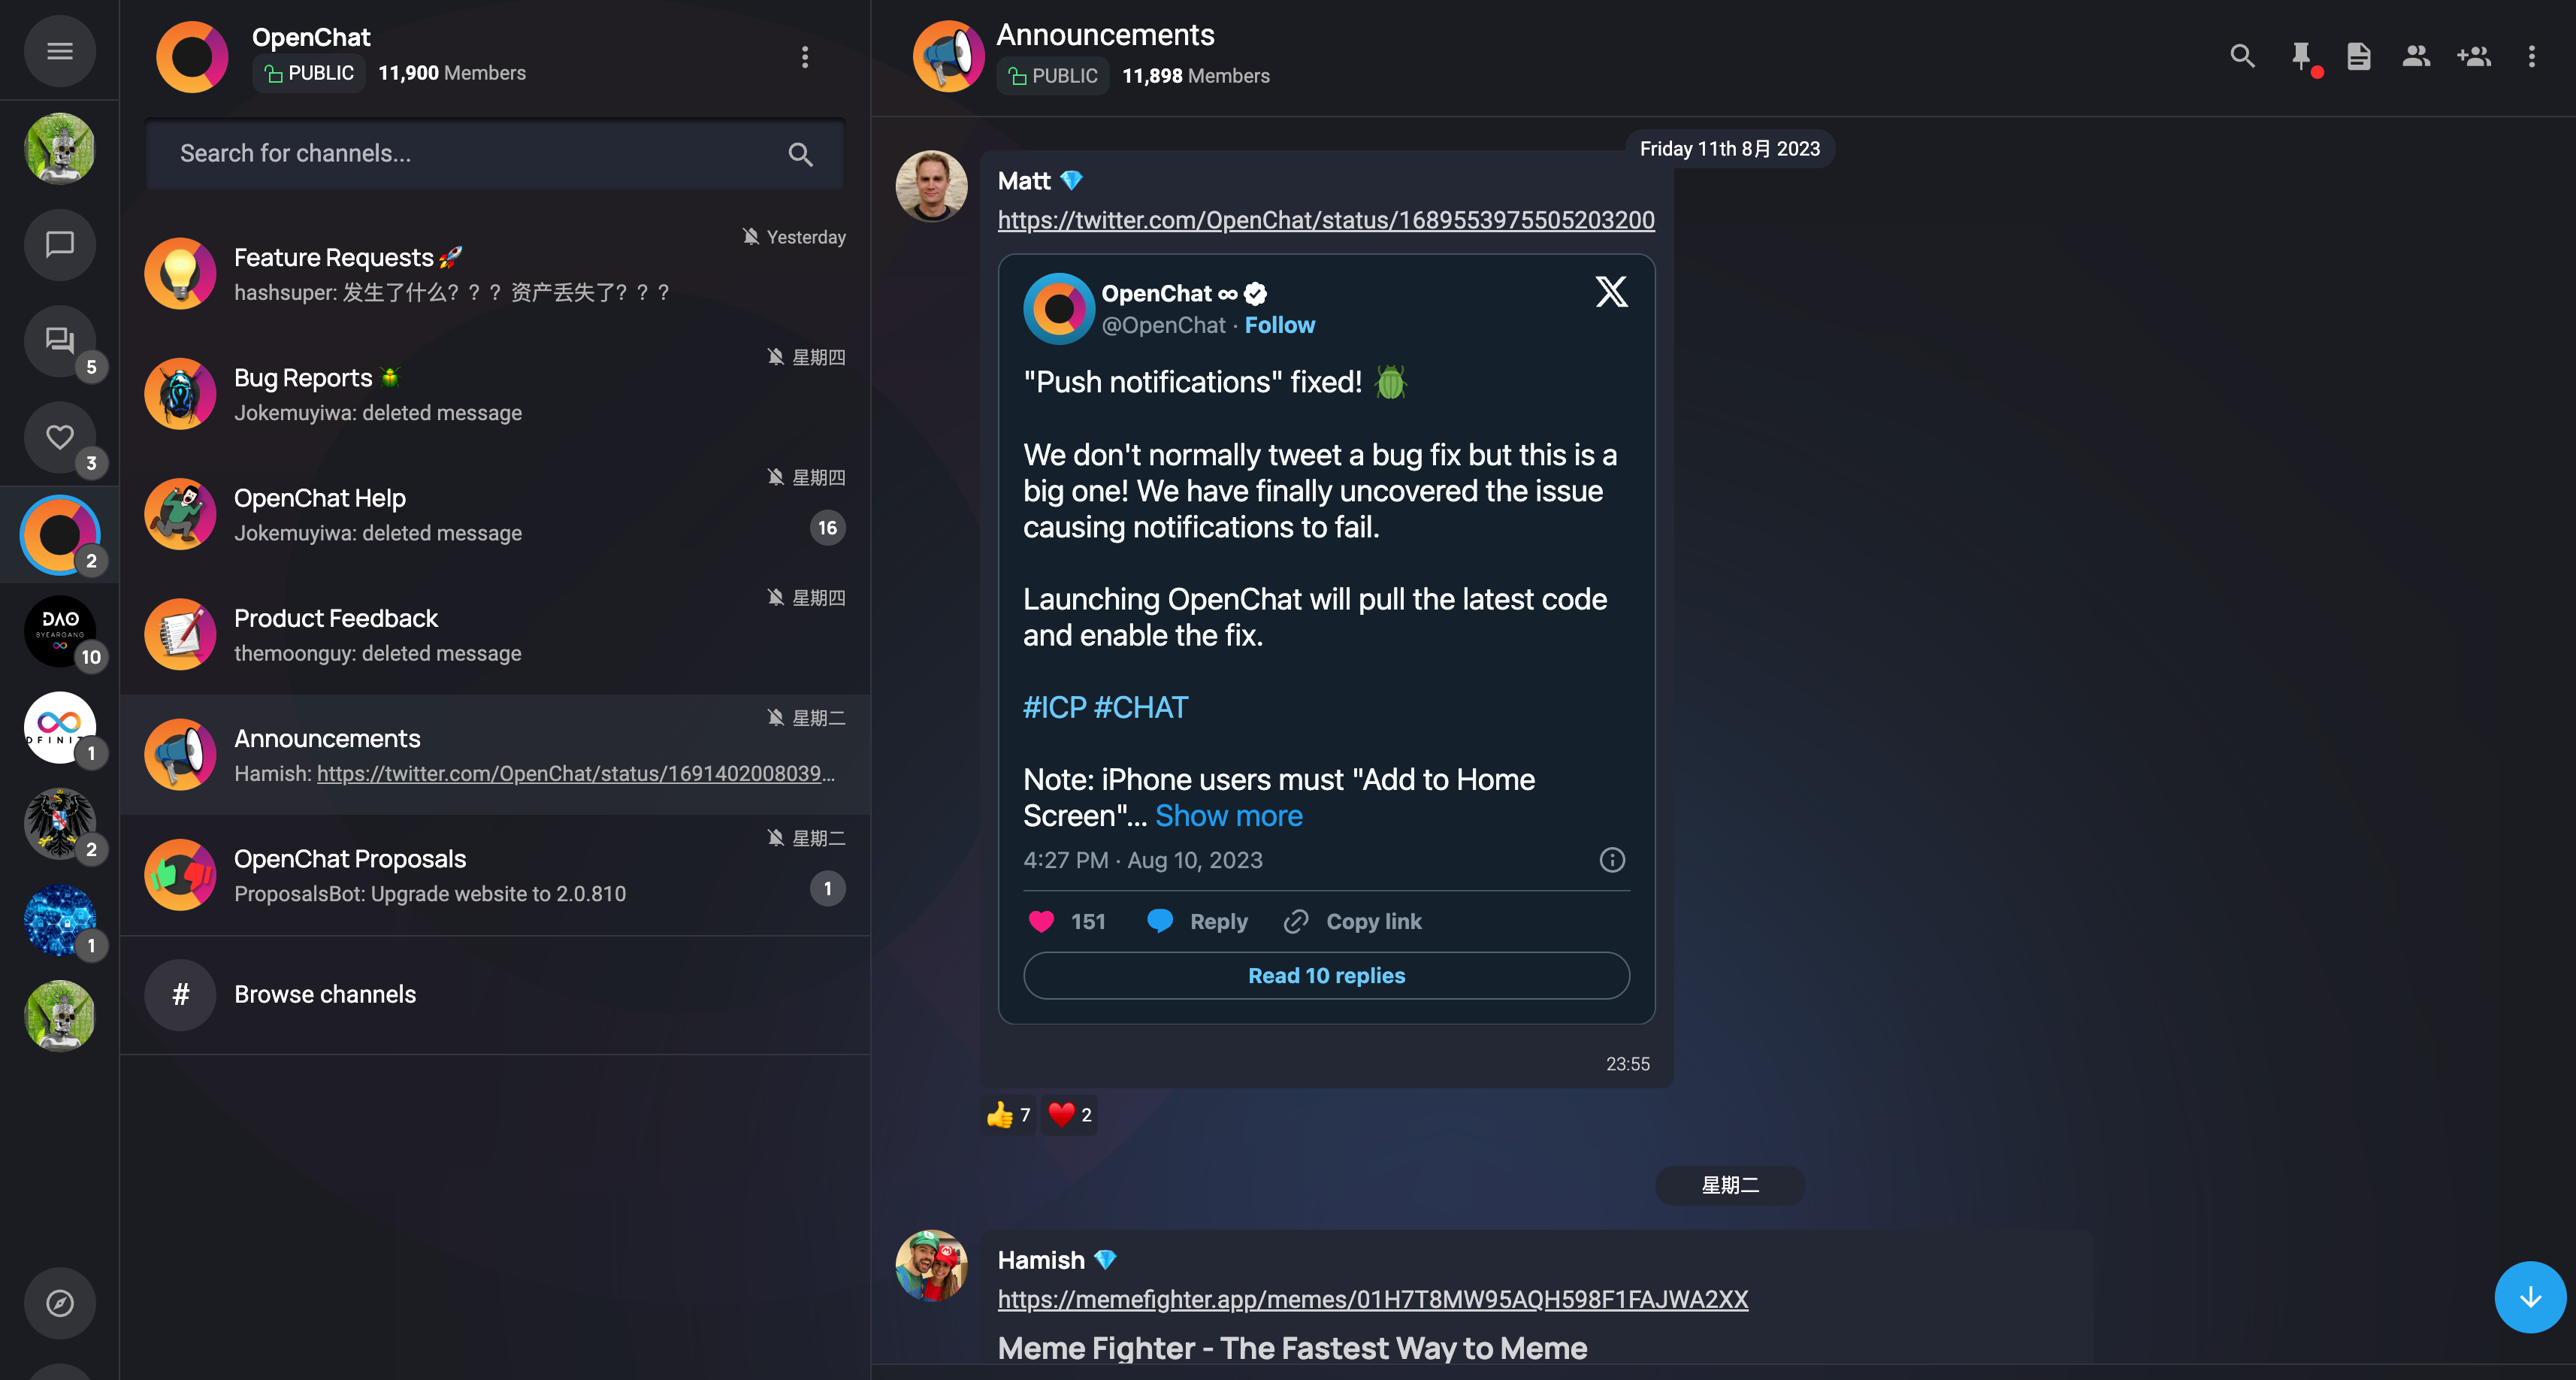 OpenChat
PUBLIC 11,900 Members
Search for channels...
Yesterday
Feature Requests🚀
hashsuper: 发生了什么？？？资产丢失了？？？
星期四
Bug Reports 🪲
Jokemuyiwa: deleted message
星期四
OpenChat Help
Jokemuyiwa: deleted message
16
星期四
Product Feedback
themoonguy: deleted message
星期二
Announcements
Hamish: https://twitter.com/OpenChat/status/1691402008039...
星期二
OpenChat Proposals
ProposalsBot: Upgrade website to 2.0.810
1
# Browse channels
5
3
2
DAO
BYEARGANG
10
DFINIT
1
2
1
Announcements
PUBLIC 11,898 Members
Friday 11th 8月 2023
Matt 💎
https://twitter.com/OpenChat/status/1689553975505203200
OpenChat ∞
@OpenChat · Follow
X
"Push notifications" fixed! 🪲
We don't normally tweet a bug fix but this is a
big one! We have finally uncovered the issue
causing notifications to fail.
Launching OpenChat will pull the latest code
and enable the fix.
#ICP #CHAT
Note: iPhone users must "Add to Home
Screen"... Show more
4:27 PM · Aug 10, 2023
151 Reply Copy link
Read 10 replies
23:55
👍 7 ❤️ 2
星期二
Hamish 💎
https://memefighter.app/memes/01H7T8MW95AQH598F1FAJWA2XX
Meme Fighter - The Fastest Way to Meme